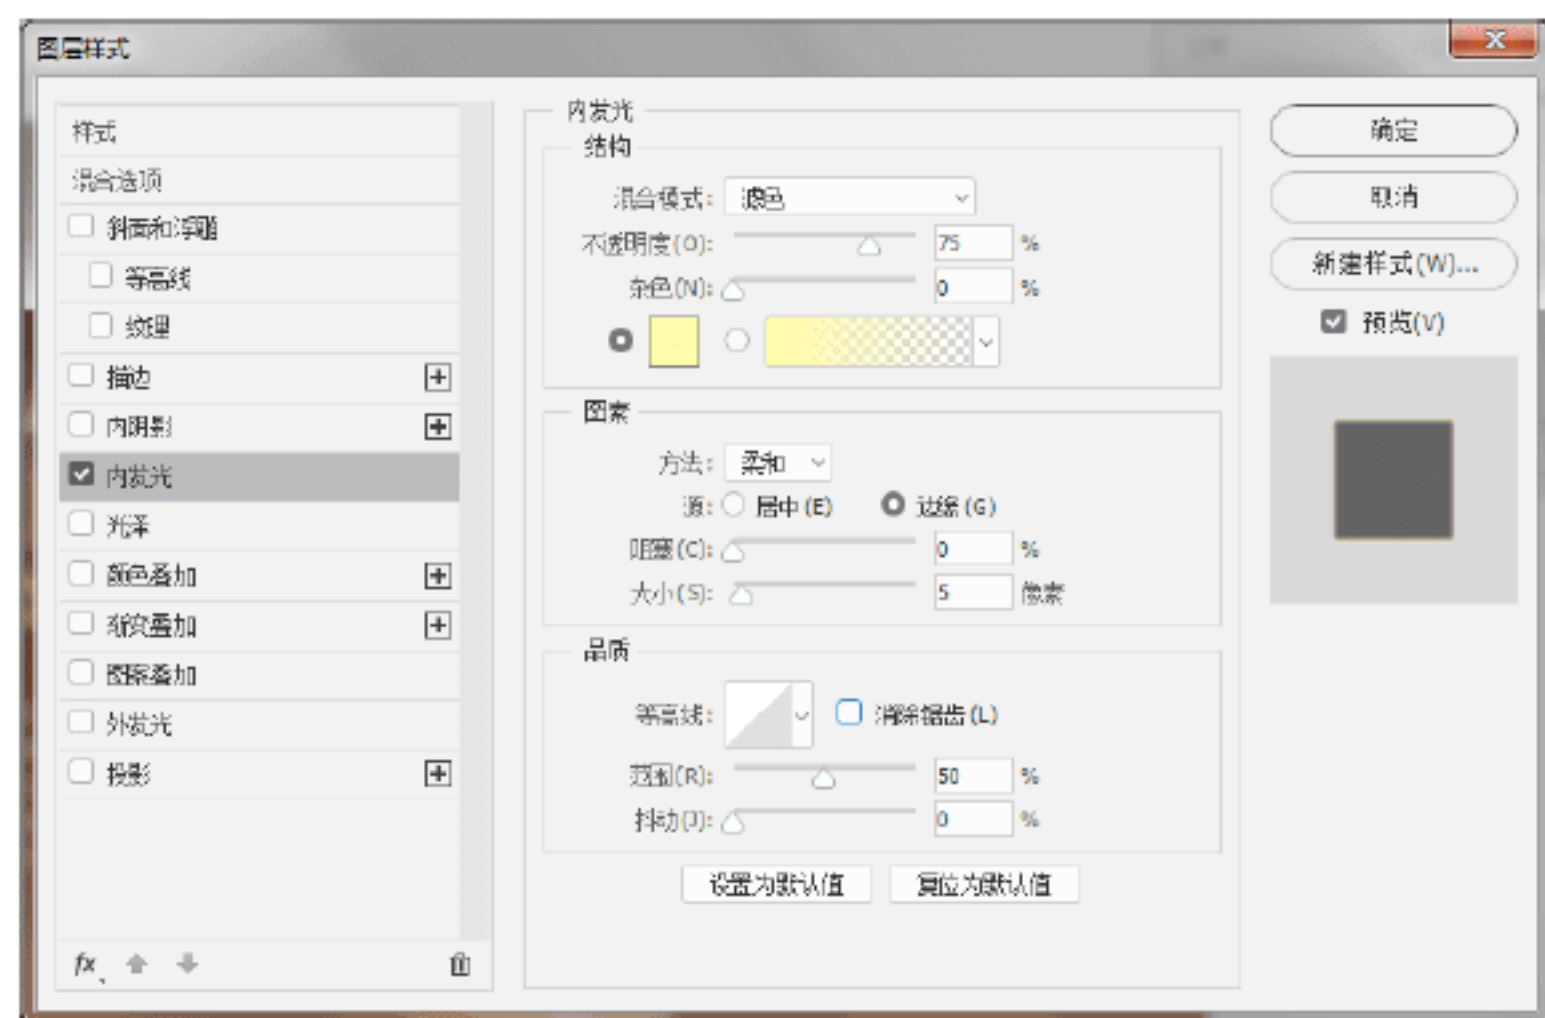 图层样式
样式
混合选项
斜面和浮雕
等高线
纹理
描边
内阴影
内发光
光泽
颜色叠加
渐变叠加
图案叠加
外发光
投影
fx
内发光
结构
混合模式: 滤色
不透明度(O): 75 %
杂色(N): 0 %
图素
方法: 柔和
源: 居中(E) 边缘(G)
阻塞(C): 0 %
大小(S): 5 像素
品质
等高线: 消除锯齿(L)
范围(R): 50 %
抖动(J): 0 %
设置为默认值 复位为默认值
确定
取消
新建样式(W)...
预览(V)